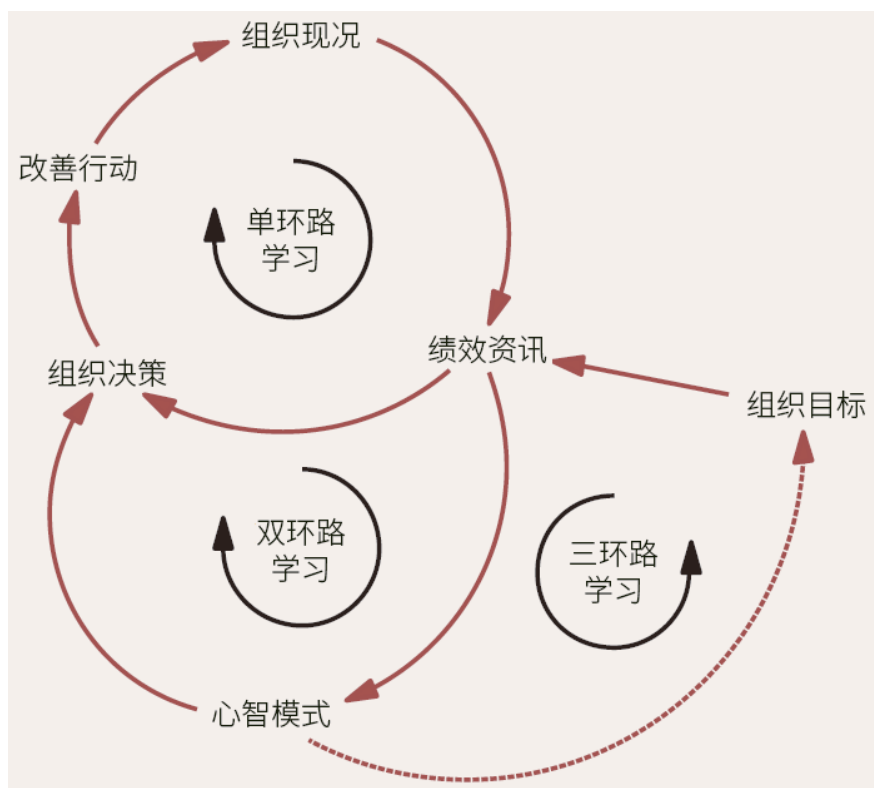 组织现况
改善行动
单环路
学习
绩效资讯
组织决策
组织目标
双环路
学习
三环路
学习
心智模式